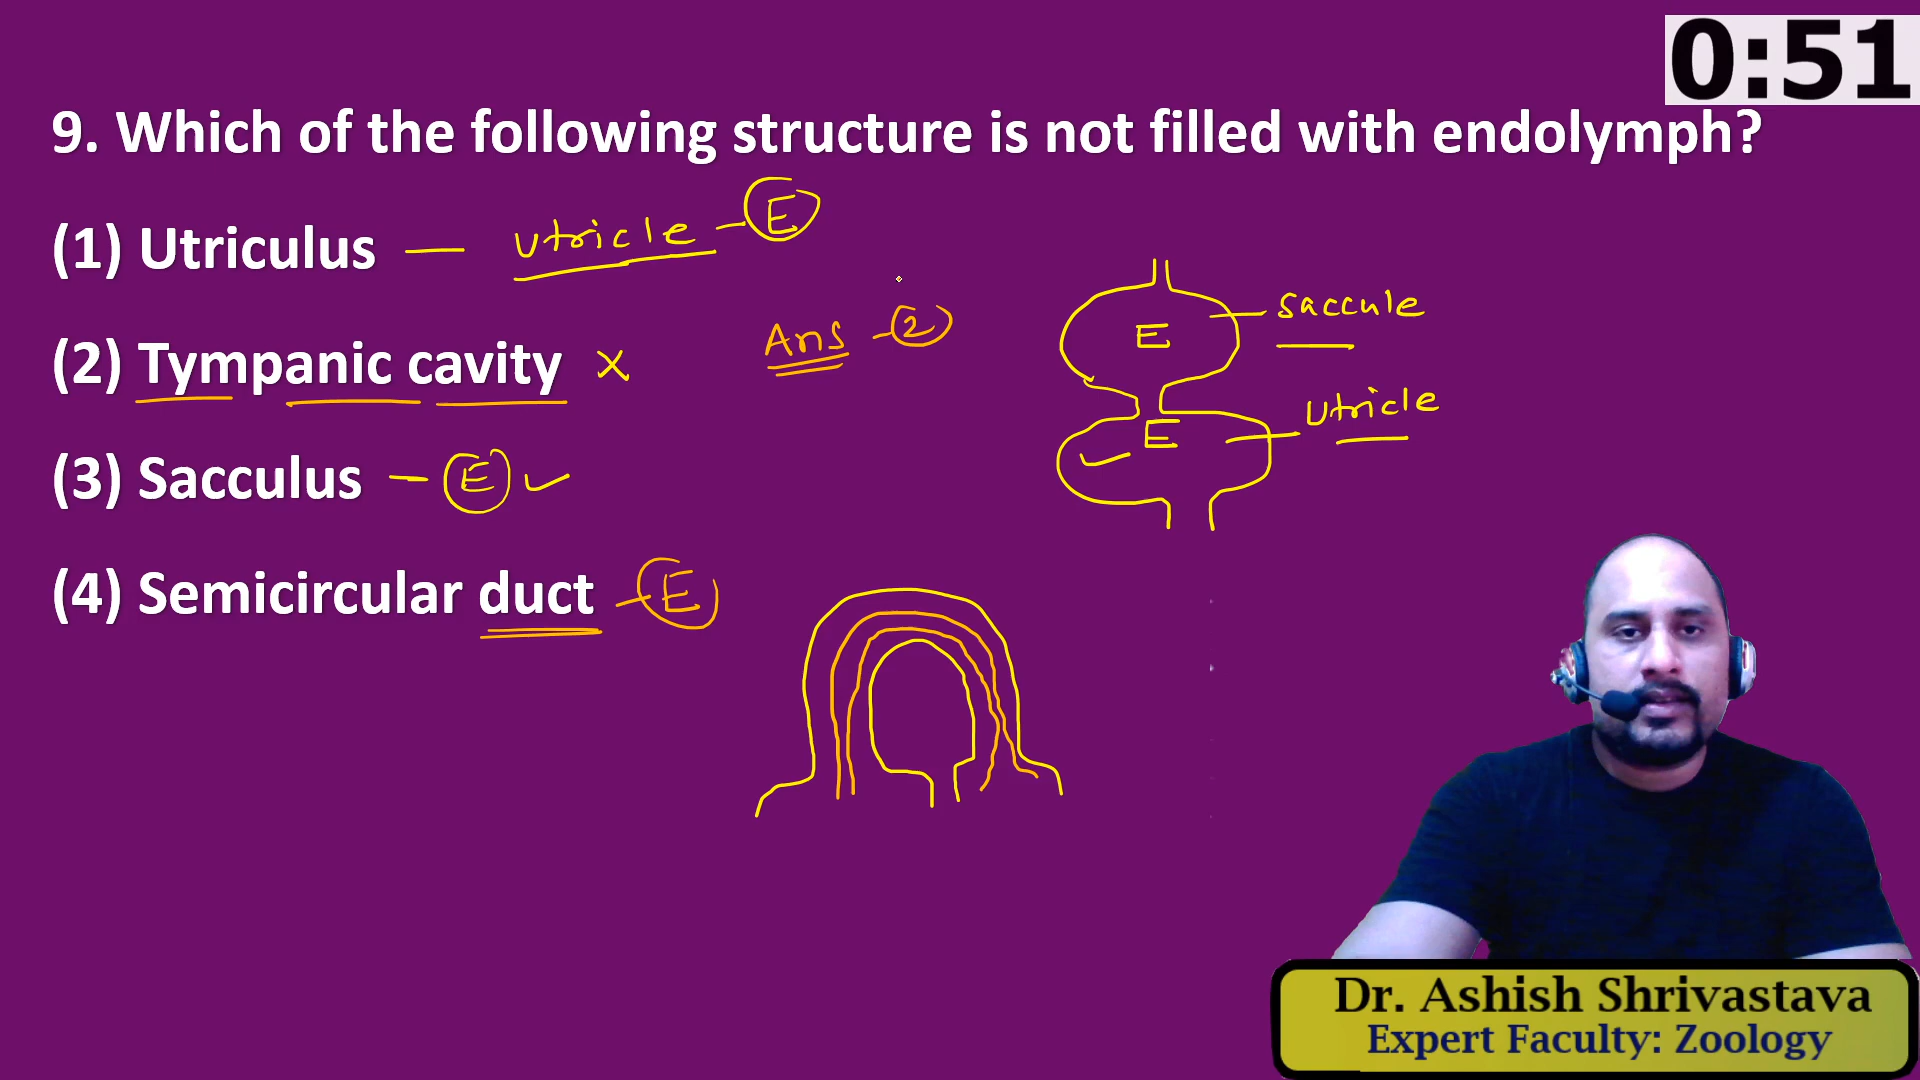 0:51
9. Which of the following structure is not filled with endolymph?
(1) Utriculus — Utricle - E
(2) Tympanic cavity x
Ans - 2
(3) Sacculus - E ✓
(4) Semicircular duct - E
E
saccule
E
Utricle
✓
Dr. Ashish Shrivastava
Expert Faculty: Zoology